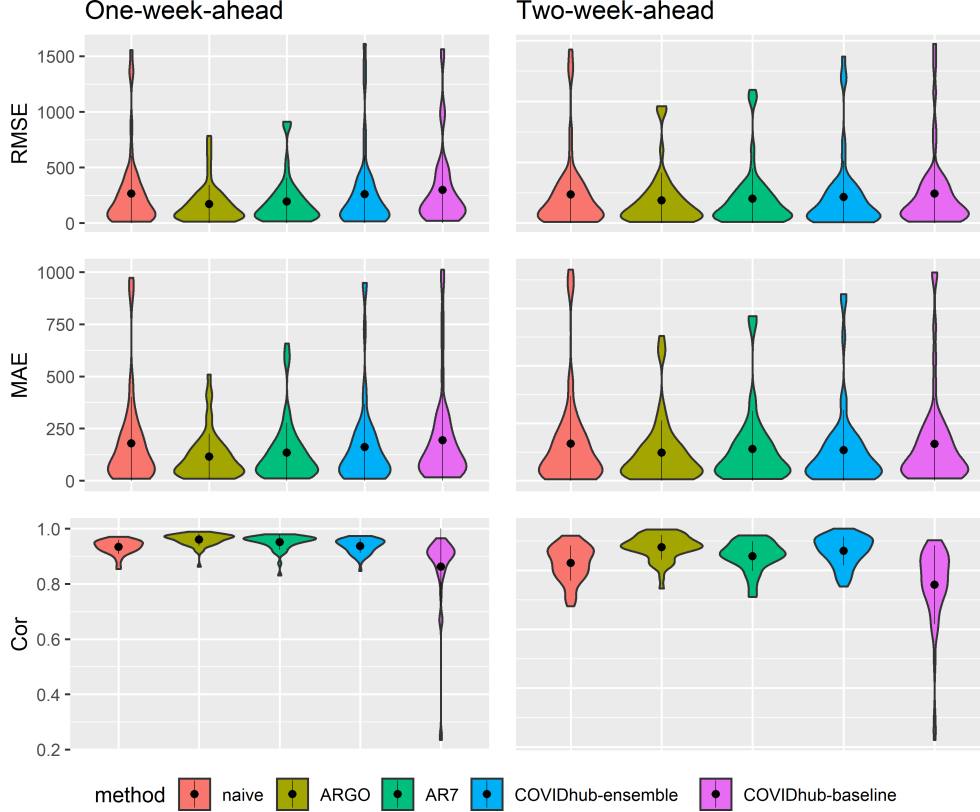 One-week-ahead Two-week-ahead
RMSE
1500
1000
500
0
MAE
1000
750
500
250
0
Cor
1.0
0.8
0.6
0.4
0.2
method naive ARGO AR7 COVIDhub-ensemble COVIDhub-baseline